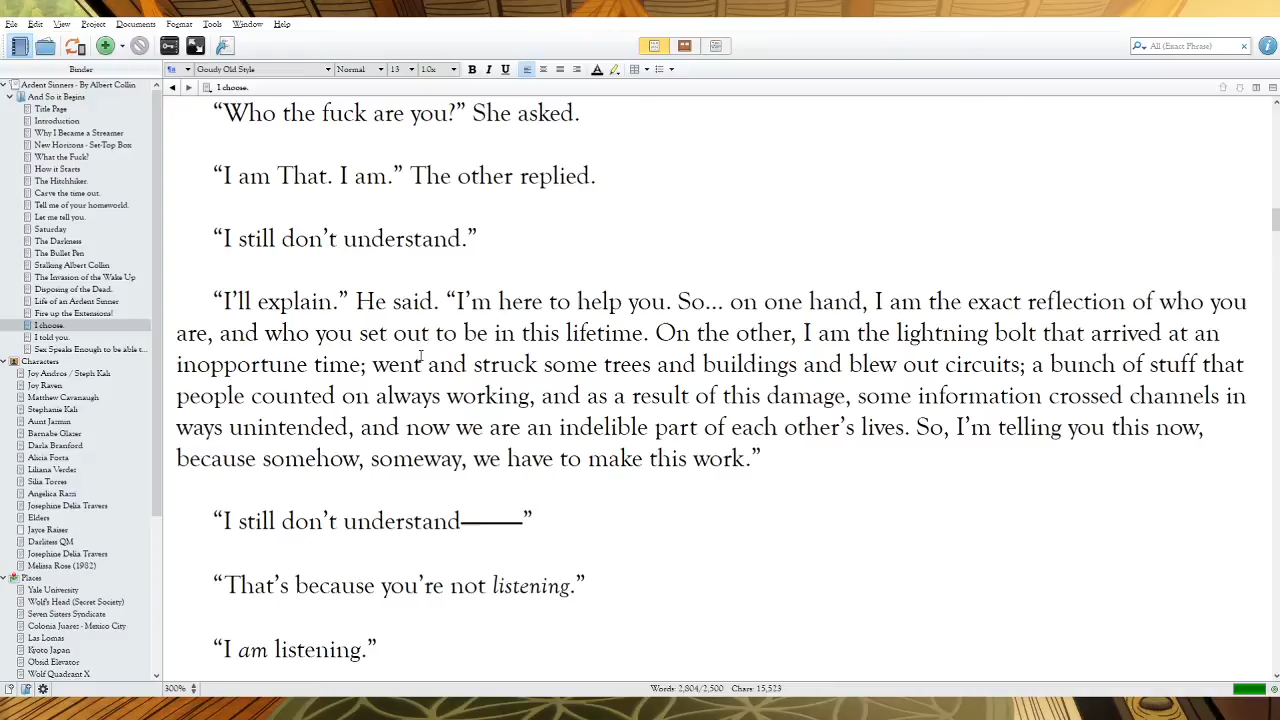 File Edit View Project Documents Format Tools Window Help
All (Exact Phrase)
Binder
Goudy Old Style Normal 13 1.0x B I U A
Ardent Sinners - By Albert Collin
I choose.
And So it Begins
Title Page
Introduction
Why I Became a Streamer
New Horizons - Set-Top Box
What the Fuck?
How it Starts
The Hitchhiker.
Carve the time out.
Tell me of your homeworld.
Let me tell you.
Saturday
The Darkness
The Bullet Pen
Stalking Albert Collin
The Invasion of the Wake Up
Disposing of the Dead.
Life of an Ardent Sinner
Fire up the Extensions!
I choose.
I told you.
Sex Speaks Enough to be able t...
Characters
Joy Andros / Steph Kali
Joy Raven
Matthew Cavanaugh
Stephanie Kali
Aunt Jazmin
Barnabe Glazer
Darla Branford
Alicia Forta
Liliana Verdes
Silia Torres
Angelica Razn
Josephine Delia Travers
Elders
Jayce Raiser
Darkless QM
Josephine Delia Travers
Melissa Rose (1982)
Places
Yale University
Wolf's Head (Secret Society)
Seven Sisters Syndicate
Colonia Juarez - Mexico City
Las Lomas
Kyoto Japan
Obsid Elevator
Wolf Quadrant X
“Who the fuck are you?” She asked.
“I am That. I am.” The other replied.
“I still don’t understand.”
“I’ll explain.” He said. “I’m here to help you. So... on one hand, I am the exact reflection of who you
are, and who you set out to be in this lifetime. On the other, I am the lightning bolt that arrived at an
inopportune time; went and struck some trees and buildings and blew out circuits; a bunch of stuff that
people counted on always working, and as a result of this damage, some information crossed channels in
ways unintended, and now we are an indelible part of each other’s lives. So, I’m telling you this now,
because somehow, someway, we have to make this work.”
“I still don’t understand———”
“That’s because you’re not listening.”
“I am listening.”
300%
Words: 2,804/2,500 Chars: 15,523